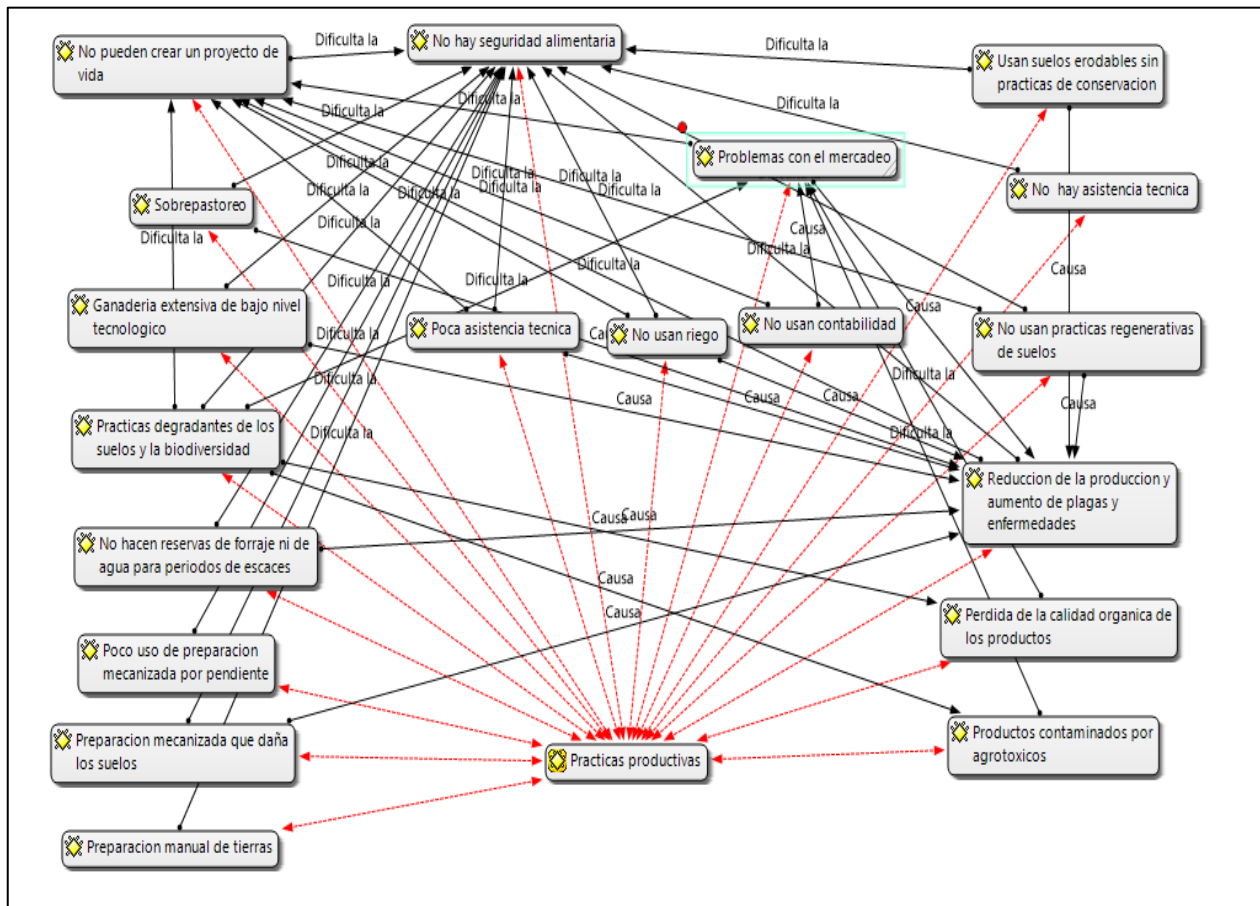 No pueden crear un proyecto de
vida
Dificulta la
No hay seguridad alimentaria
Dificulta la
Usan suelos erodables sin
practicas de conservacion
Dificulta la
Dificulta la
Dificulta la
Problemas con el mercadeo
Dificulta la
No hay asistencia tecnica
Sobrepastoreo
Dificulta la
Dificulta la
Dificulta la
Dificulta la
Dificulta la
Dificulta la
Causa
Dificulta la
Dificulta la
Dificulta la
Dificulta la
Causa
Ganaderia extensiva de bajo nivel
tecnologico
Poca asistencia tecnica
No usan riego
No usan contabilidad
Causa
No usan practicas regenerativas
de suelos
Dificulta la
Causa
Dificulta la
Dificulta la
Causa
Causa
Causa
Causa
Practicas degradantes de los
suelos y la biodiversidad
Dificulta la
Dificulta la
Reduccion de la produccion y
aumento de plagas y
enfermedades
Causa
Causa
No hacen reservas de forraje ni de
agua para periodos de escaces
Causa
Causa
Perdida de la calidad organica de
los productos
Poco uso de preparacion
mecanizada por pendiente
Preparacion mecanizada que daña
los suelos
Practicas productivas
Productos contaminados por
agrotoxicos
Preparacion manual de tierras